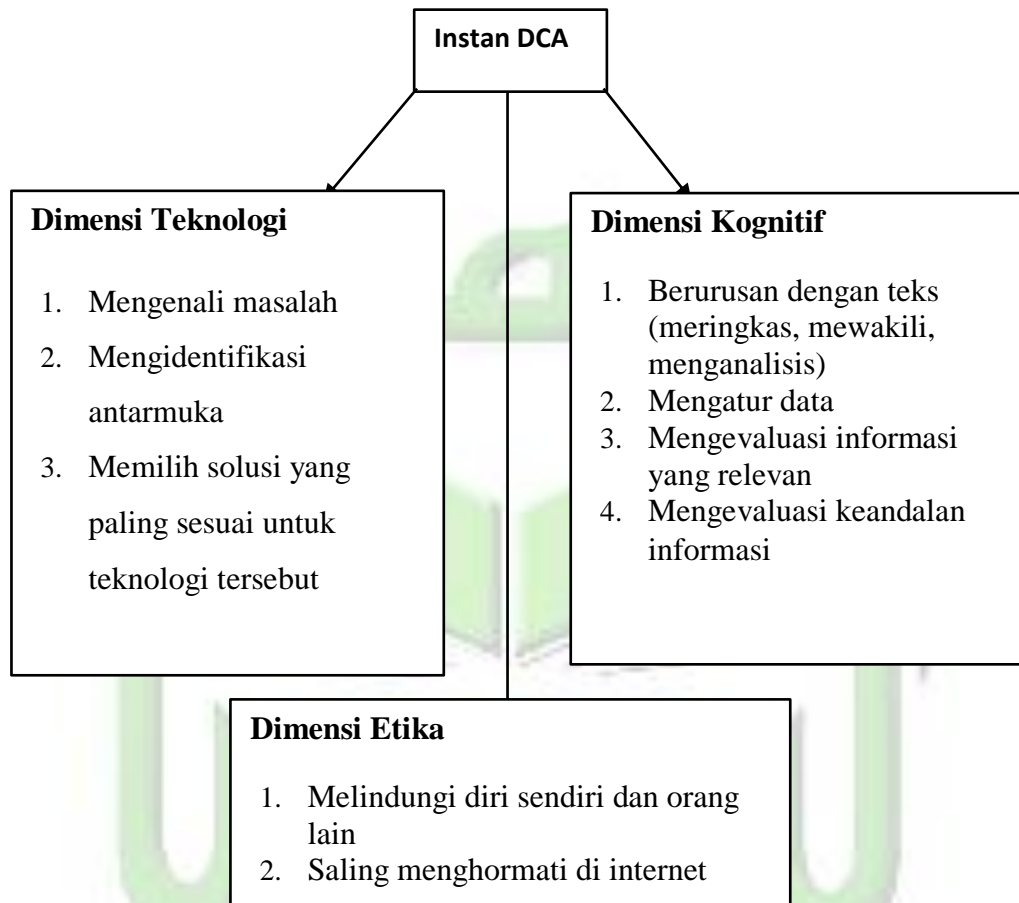 Instan DCA
Dimensi Teknologi
1. Mengenali masalah
2. Mengidentifikasi
antarmuka
3. Memilih solusi yang
paling sesuai untuk
teknologi tersebut
Dimensi Kognitif
1. Berurusan dengan teks
(meringkas, mewakili,
menganalisis)
2. Mengatur data
3. Mengevaluasi informasi
yang relevan
4. Mengevaluasi keandalan
informasi
Dimensi Etika
1. Melindungi diri sendiri dan orang
lain
2. Saling menghormati di internet